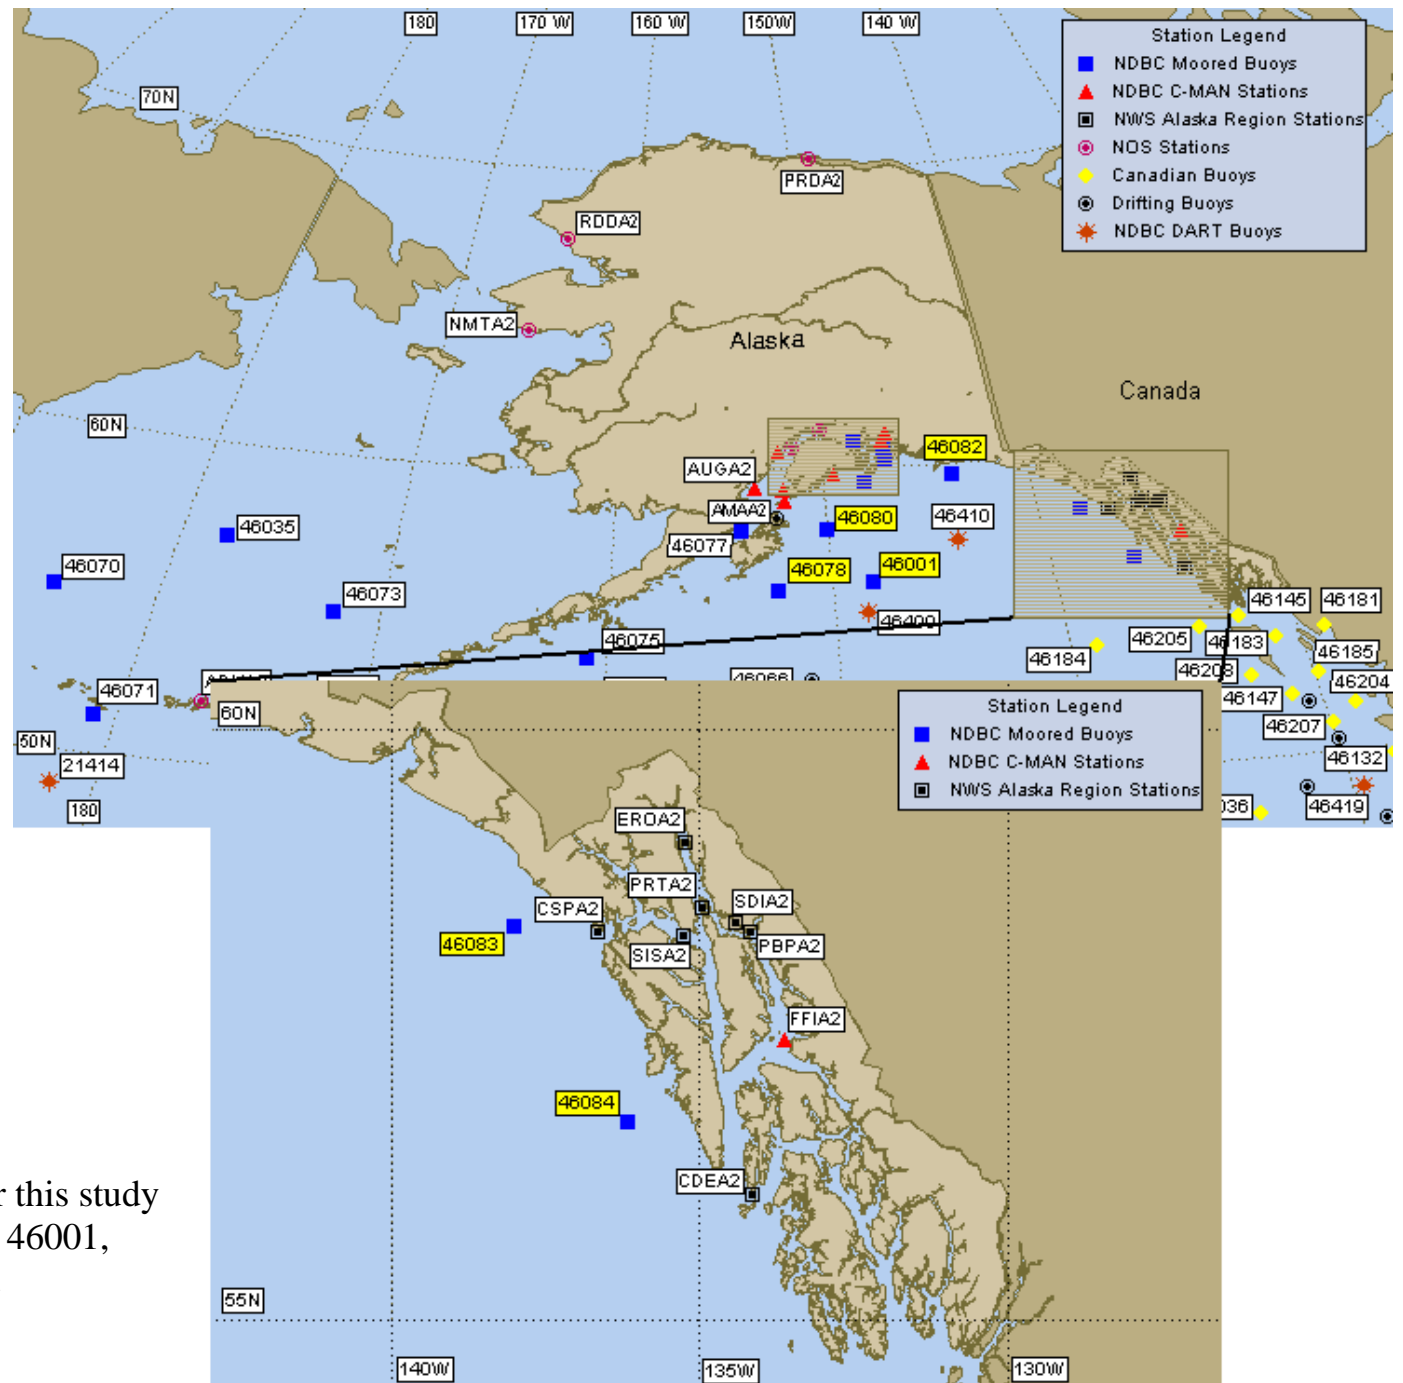 180
170 W
160 W
150W
140 W
Station Legend
NDBC Moored Buoys
NDBC C-MAN Stations
NWS Alaska Region Stations
NOS Stations
Canadian Buoys
Drifting Buoys
NDBC DART Buoys
70N
PRDA2
RDDA2
NMTA2
Alaska
Canada
60N
46082
AUGA2
AMAA2
46080
46410
46035
46077
46070
46078
46001
46073
46400
46145
46181
46075
46205
46183
46184
46185
46208
46066
46071
46204
46147
60N
46207
50N
46132
21414
180
46419
Station Legend
NDBC Moored Buoys
NDBC C-MAN Stations
NWS Alaska Region Stations
EROA2
PRTA2
SDIA2
CSPA2
46083
SISA2
PBPA2
FFIA2
46084
CDEA2
r this study
46001,
55N
140W
135W
130W